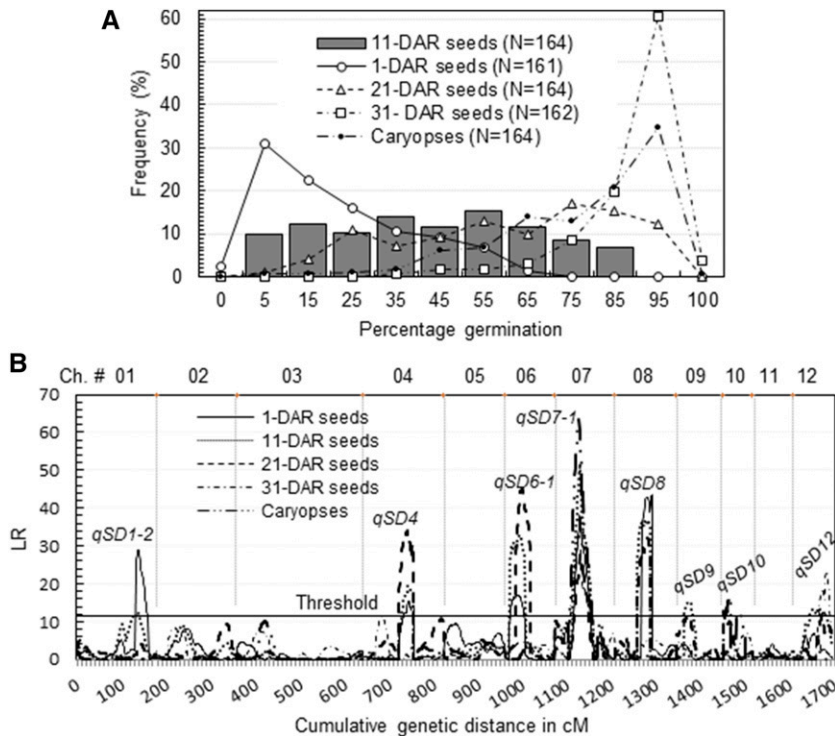 A
60
50
40
30
20
10
0
Frequency (%)
11-DAR seeds (N=164)
1-DAR seeds (N=161)
21-DAR seeds (N=164)
31- DAR seeds (N=162)
Caryopses (N=164)
0 5 15 25 35 45 55 65 75 85 95 100
Percentage germination
B
Ch. # 01 02 03 04 05 06 07 08 09 10 11 12
70
60
50
40
30
20
10
0
LR
1-DAR seeds
11-DAR seeds
21-DAR seeds
31-DAR seeds
Caryopses
qSD1-2
qSD4
qSD6-1
qSD7-1
qSD8
qSD9
qSD10
qSD12
Threshold
0 100 200 300 400 500 600 700 800 900 1000 1100 1200 1300 1400 1500 1600 1700
Cumulative genetic distance in cM